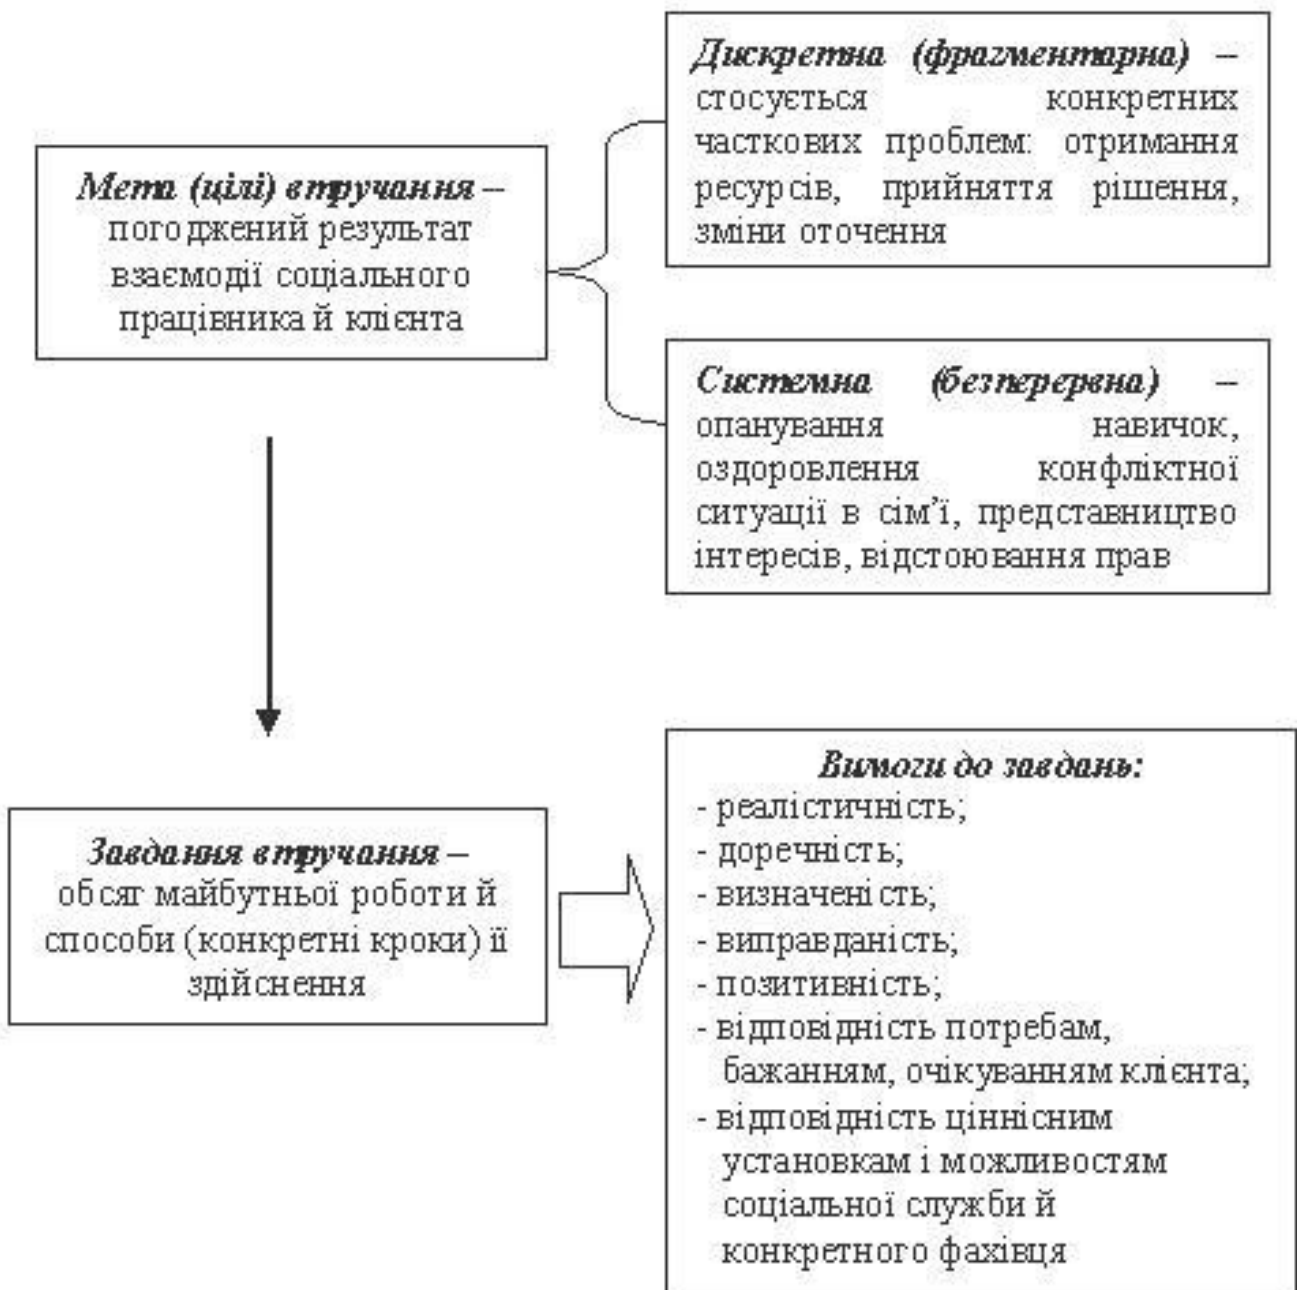 Мета (цілі) втручання –
погоджений результат
взаємодії соціального
працівника й клієнта
Дискретна (фрагментарна) –
стосується конкретних
часткових проблем: отримання
ресурсів, прийняття рішення,
зміни оточення
Системна (безперервна) –
опанування навичок,
оздоровлення конфліктної
ситуації в сім’ї, представництво
інтересів, відстоювання прав
Завдання втручання –
обсяг майбутньої роботи й
способи (конкретні кроки) її
здійснення
Вимоги до завдань:
- реалістичність;
- доречність;
- визначеність;
- виправданість;
- позитивність;
- відповідність потребам,
бажанням, очікуванням клієнта;
- відповідність ціннісним
установкам і можливостям
соціальної служби й
конкретного фахівця